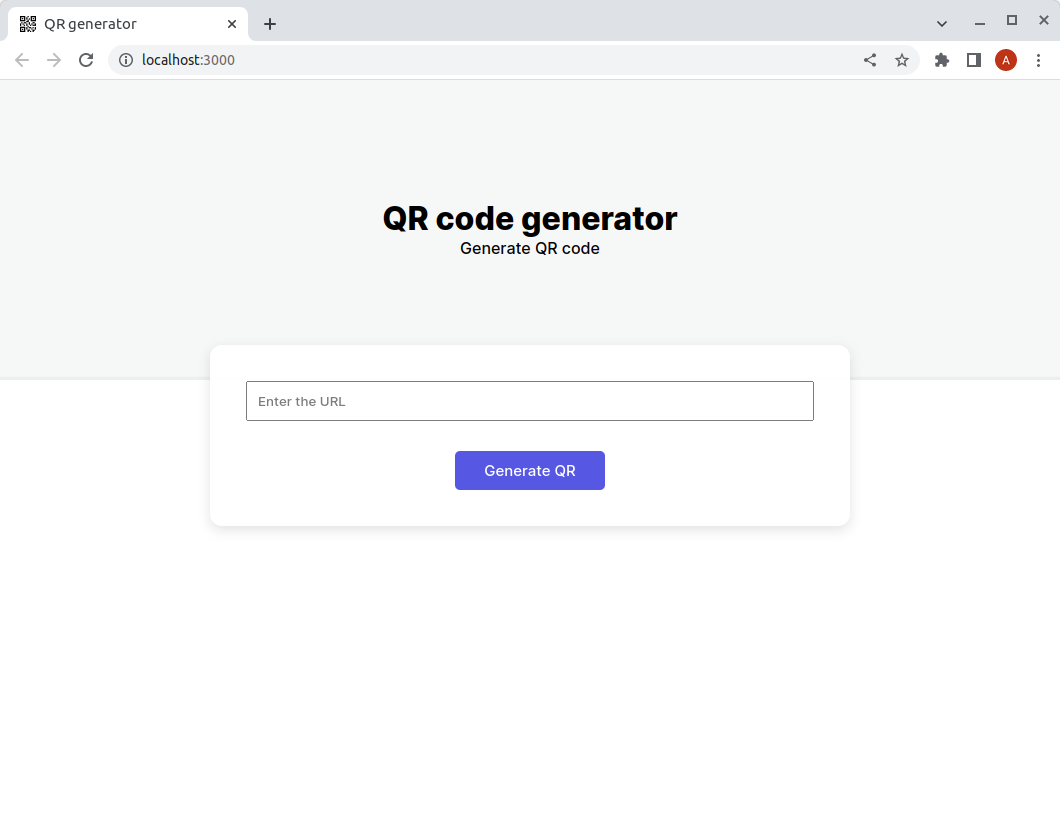 QR generator
localhost:3000
A
QR code generator
Generate QR code
Enter the URL
Generate QR